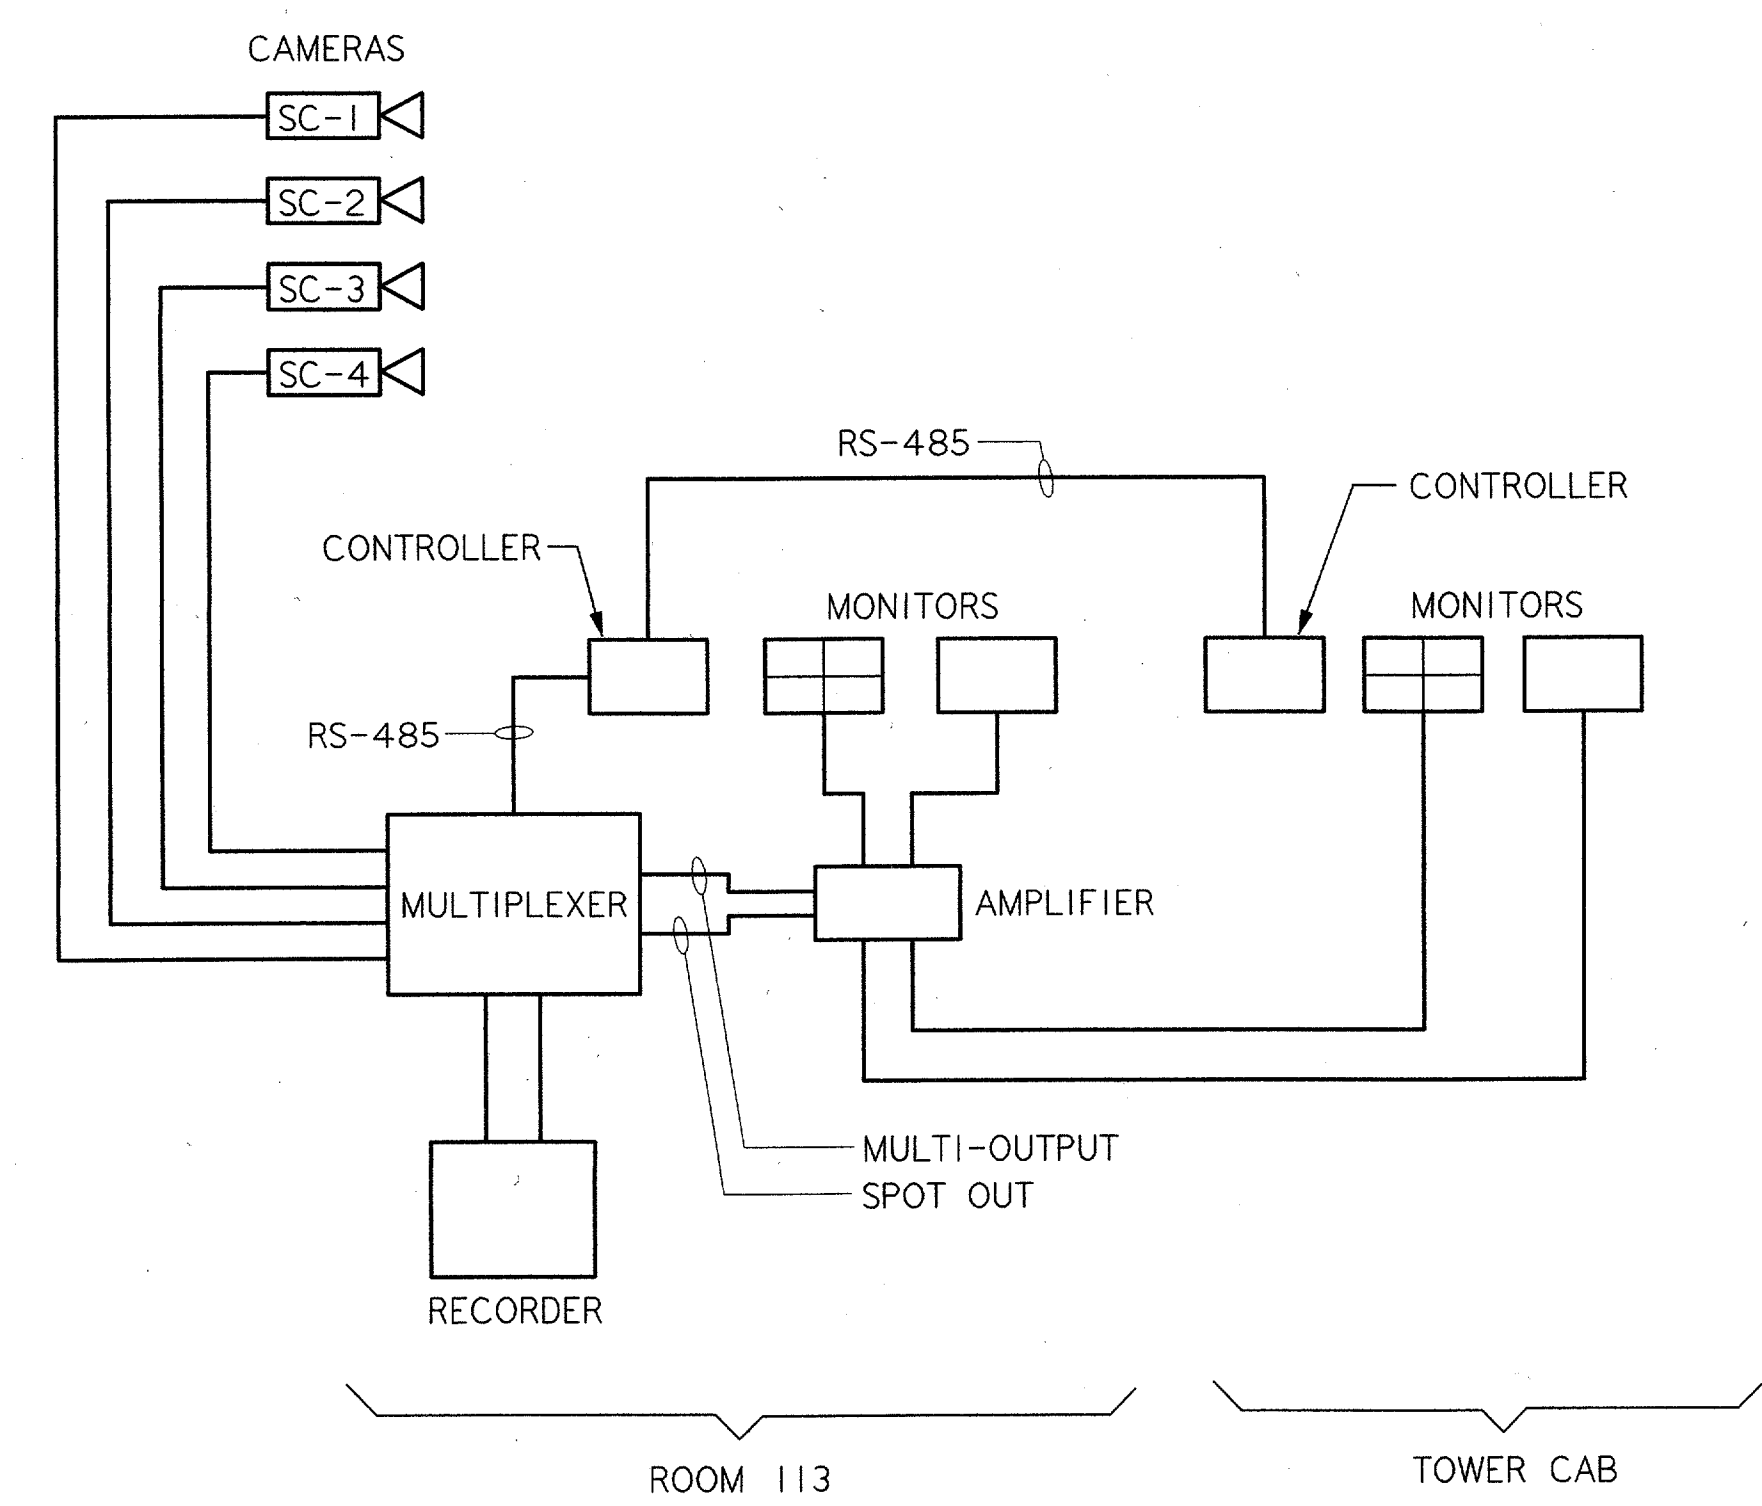 CAMERAS
SC-1
SC-2
SC-3
SC-4
RS-485
CONTROLLER
CONTROLLER
MONITORS
MONITORS
RS-485
MULTIPLEXER
AMPLIFIER
MULTI-OUTPUT
SPOT OUT
RECORDER
ROOM 113
TOWER CAB